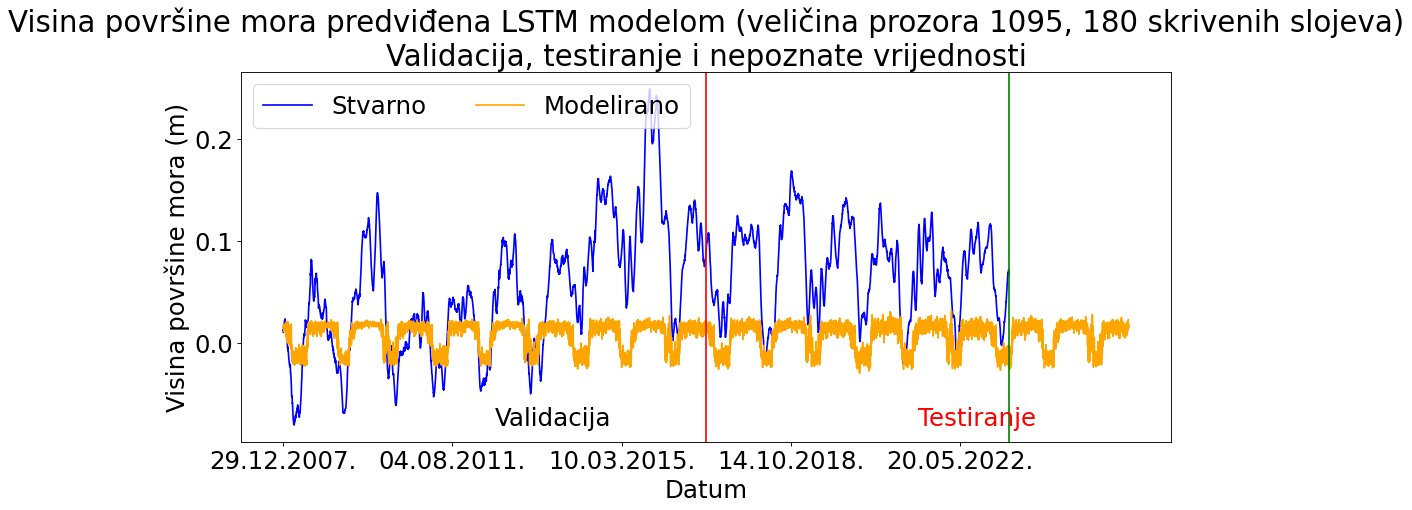 Visina površine mora predviđena LSTM modelom (veličina prozora 1095, 180 skrivenih slojeva)
Validacija, testiranje i nepoznate vrijednosti
Stvarno
Modelirano
Visina površine mora (m)
0.2
0.1
0.0
Validacija
Testiranje
29.12.2007.
04.08.2011.
10.03.2015.
14.10.2018.
20.05.2022.
Datum